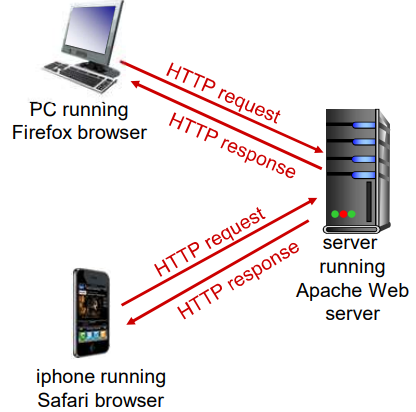 HTTP request
PC running
Firefox browser
HTTP response
server
running
Apache Web
server
HTTP request
HTTP response
iphone running
Safari browser